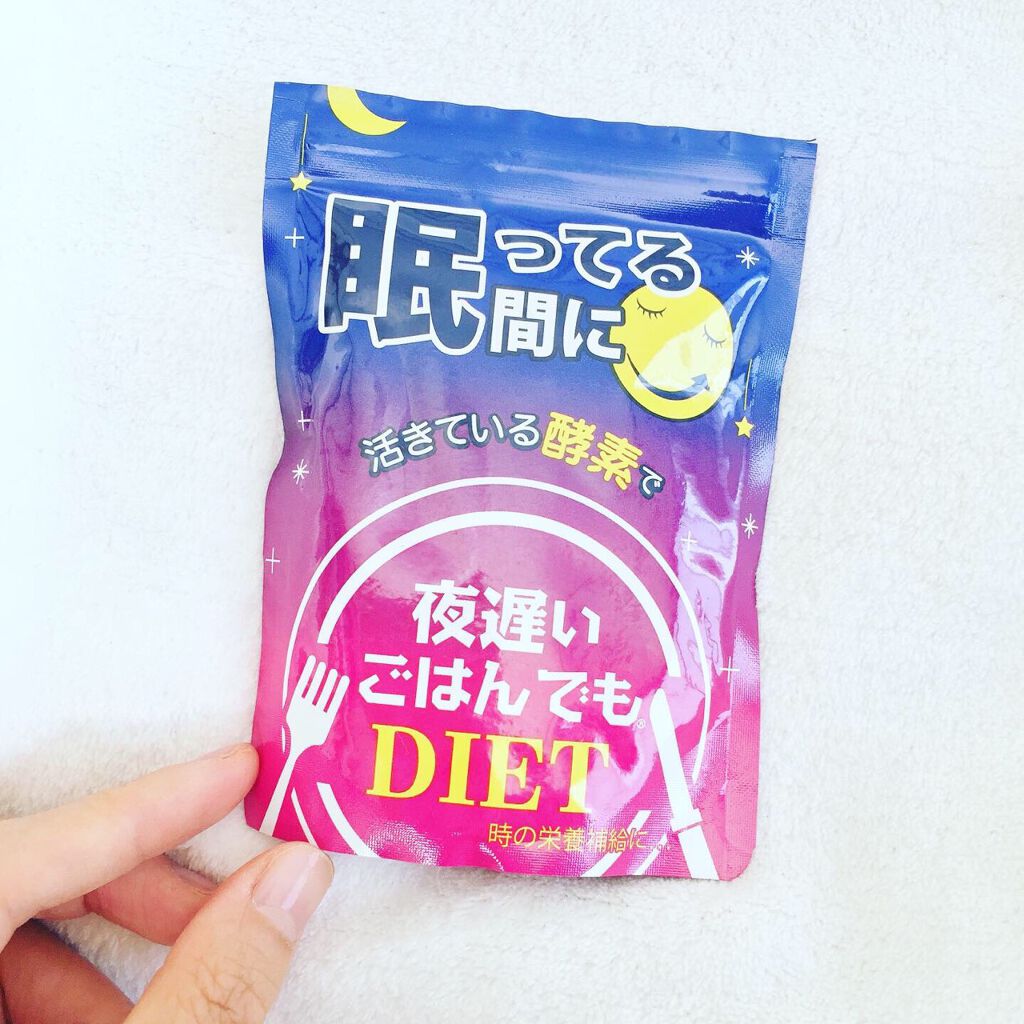 眠ってる
間に
活きている酵素で
夜遅い
ごはんでも®
DIET
時の栄養補給に…